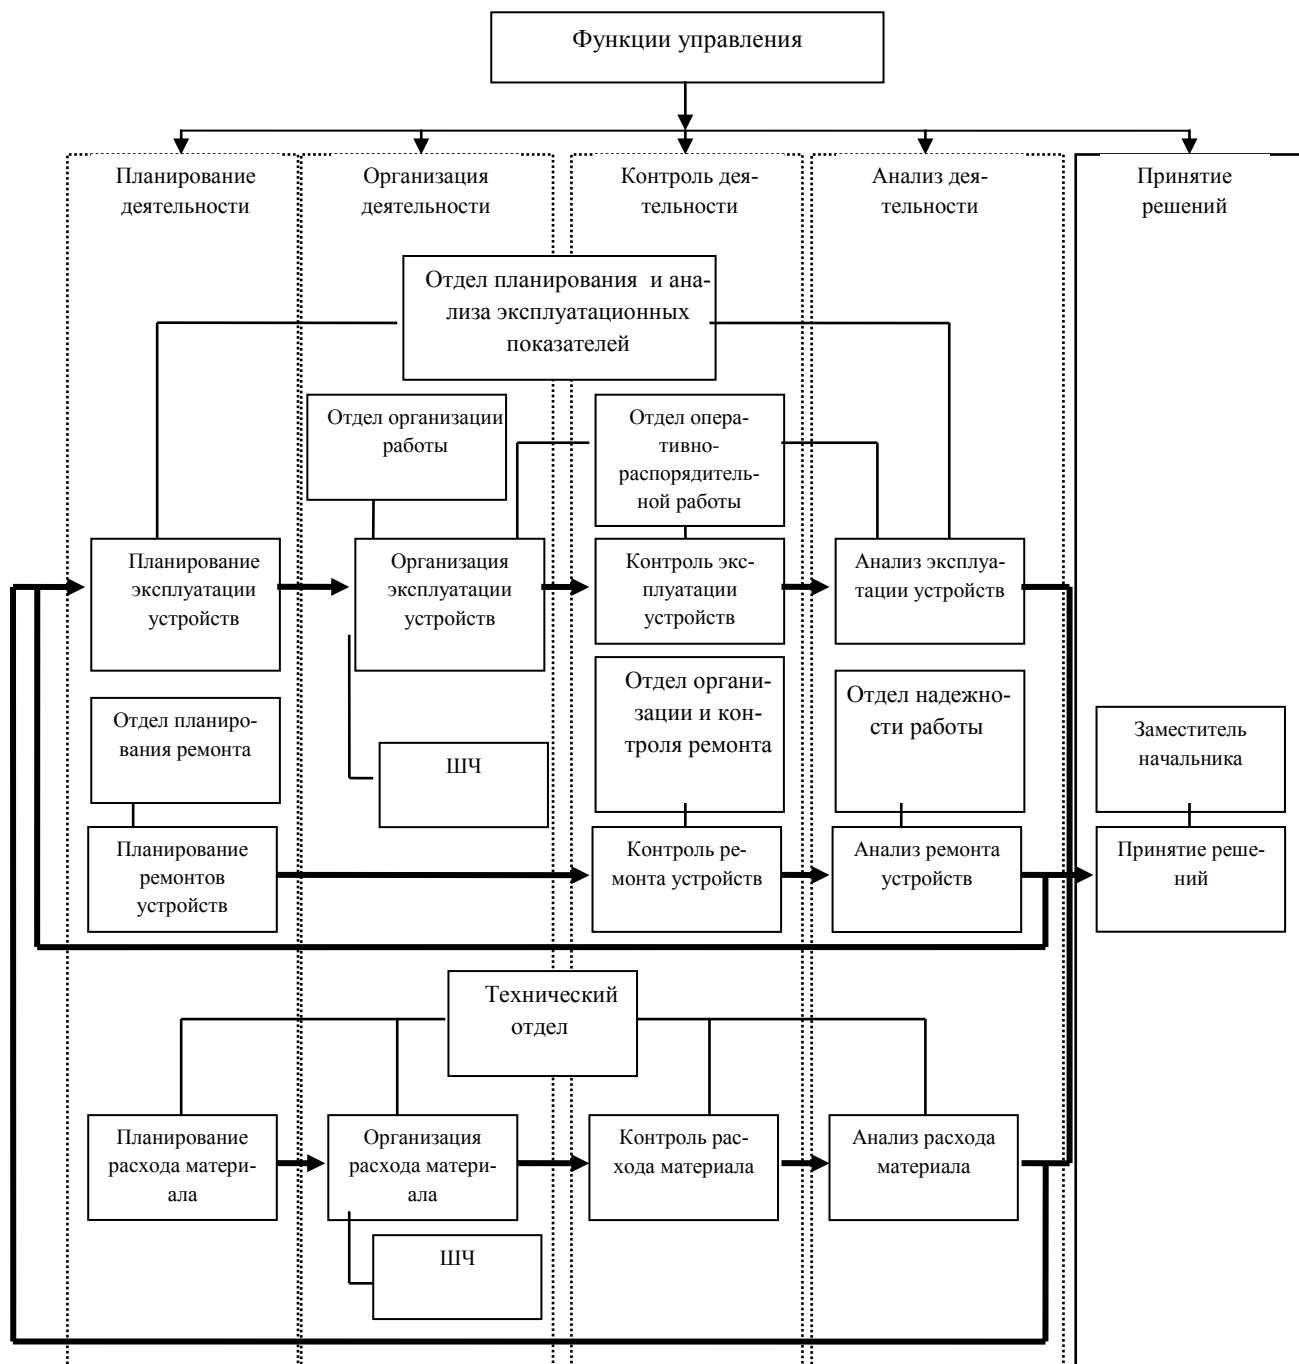 Функции управления
Планирование
деятельности
Организация
деятельности
Контроль дея-
тельности
Анализ дея-
тельности
Принятие
решений
Отдел планирования и ана-
лиза эксплуатационных
показателей
Отдел организации
работы
Отдел опера-
тивно-
распорядитель-
ной работы
Планирование
эксплуатации
устройств
Организация
эксплуатации
устройств
Контроль экс-
плуатации
устройств
Анализ эксплуа-
тации устройств
Отдел планиро-
вания ремонта
ШЧ
Отдел органи-
зации и кон-
троля ремонта
Отдел надежно-
сти работы
Заместитель
начальника
Планирование
ремонтов
устройств
Контроль ре-
монта устройств
Анализ ремонта
устройств
Принятие реше-
ний
Технический
отдел
Планирование
расхода матери-
ала
Организация
расхода матери-
ала
Контроль рас-
хода материала
Анализ расхода
материала
ШЧ